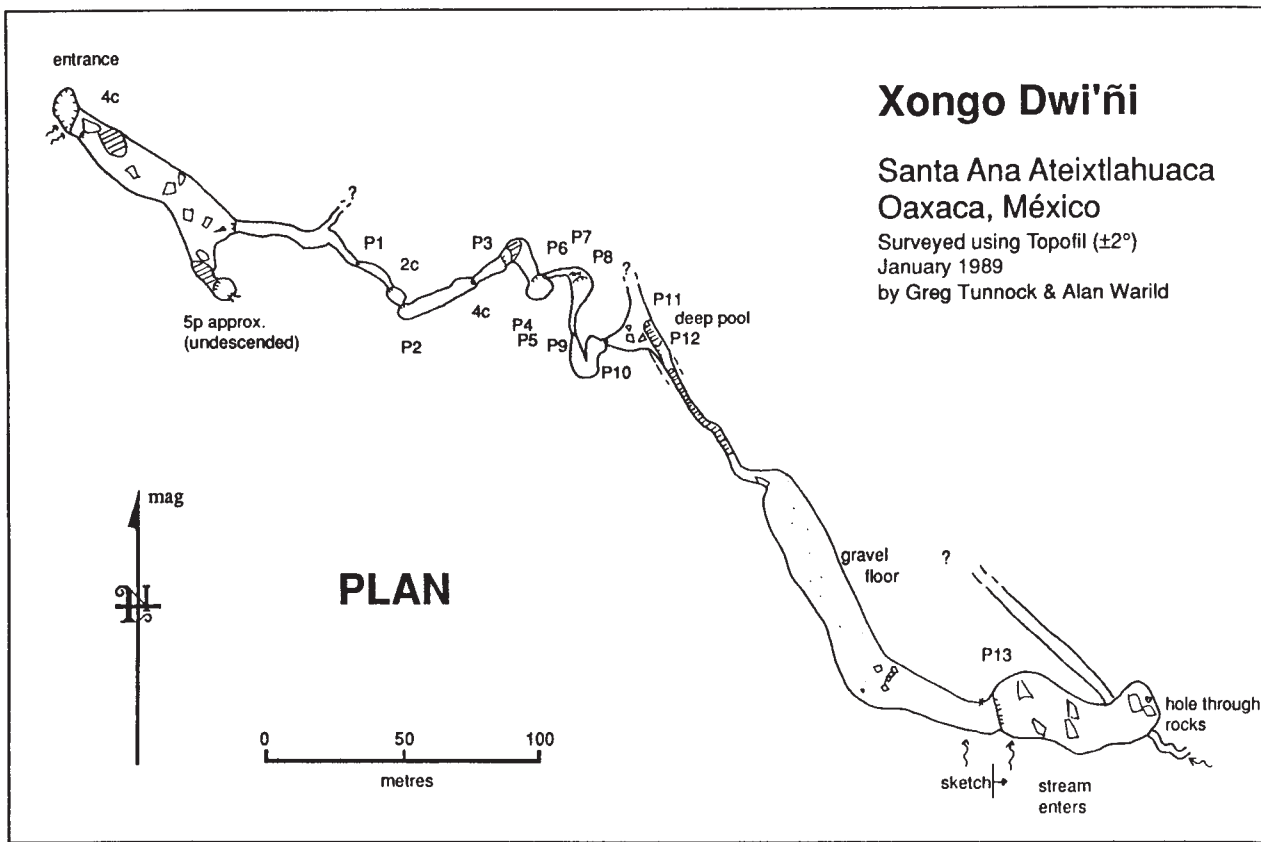 entrance
4c
Xongo Dwi'ñi
Santa Ana Ateixtlahuaca
Oaxaca, México
Surveyed using Topofil (±2°)
January 1989
by Greg Tunnock & Alan Warild
?
P1
2c
P3
P6
P7
P8
?
P11
deep pool
P12
5p approx.
(undescended)
P2
4c
P4
P5
P9
P10
mag
N
PLAN
gravel
floor
?
P13
0 50 100
metres
hole through
rocks
sketch
stream
enters